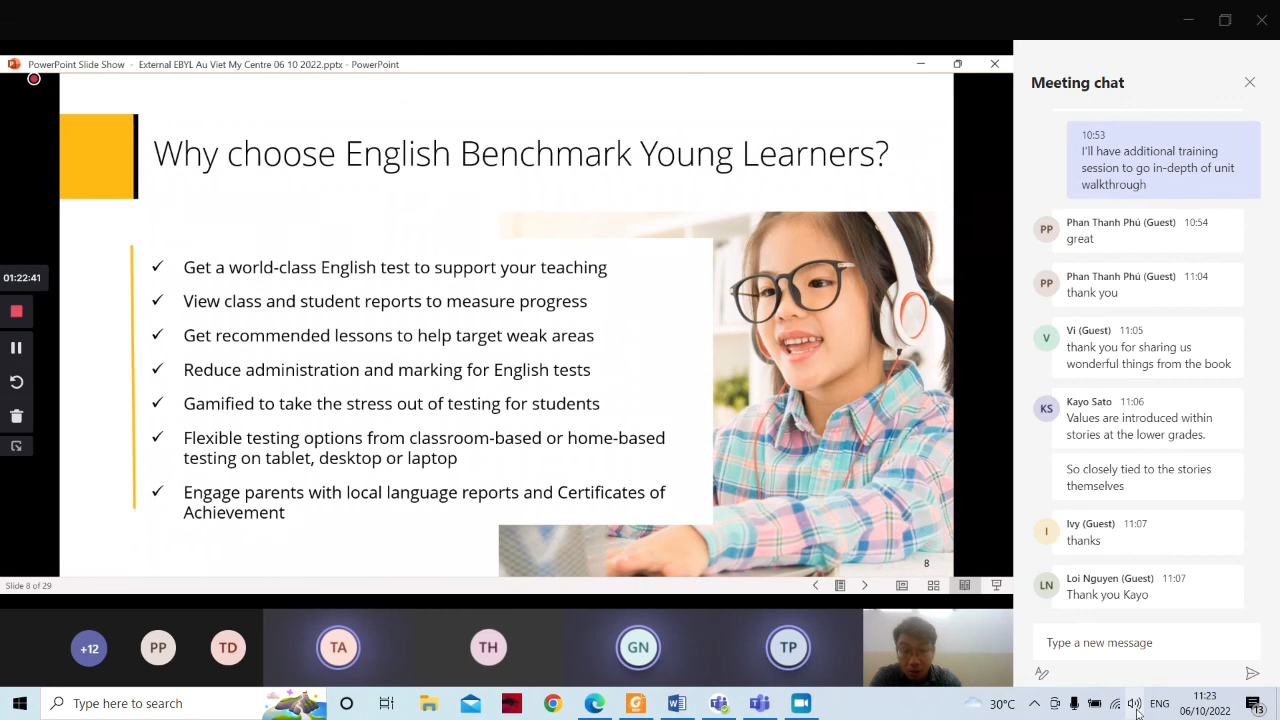 PowerPoint Slide Show - External EBYL Au Viet My Centre 06 10 2022.pptx - PowerPoint
Why choose English Benchmark Young Learners?
Get a world-class English test to support your teaching
View class and student reports to measure progress
Get recommended lessons to help target weak areas
Reduce administration and marking for English tests
Gamified to take the stress out of testing for students
Flexible testing options from classroom-based or home-based
testing on tablet, desktop or laptop
Engage parents with local language reports and Certificates of
Achievement
8
Slide 8 of 29
01:22:41
Meeting chat
10:53
I'll have additional training
session to go in-depth of unit
walkthrough
PP
Phan Thanh Phú (Guest) 10:54
great
PP
Phan Thanh Phú (Guest) 11:04
thank you
V
Vi (Guest) 11:05
thank you for sharing us
wonderful things from the book
KS
Kayo Sato 11:06
Values are introduced within
stories at the lower grades.
So closely tied to the stories
themselves
I
Ivy (Guest) 11:07
thanks
LN
Loi Nguyen (Guest) 11:07
Thank you Kayo
Type a new message
+12 PP TD TA TH GN TP
Type here to search
30°C
ENG
11:23
06/10/2022
13